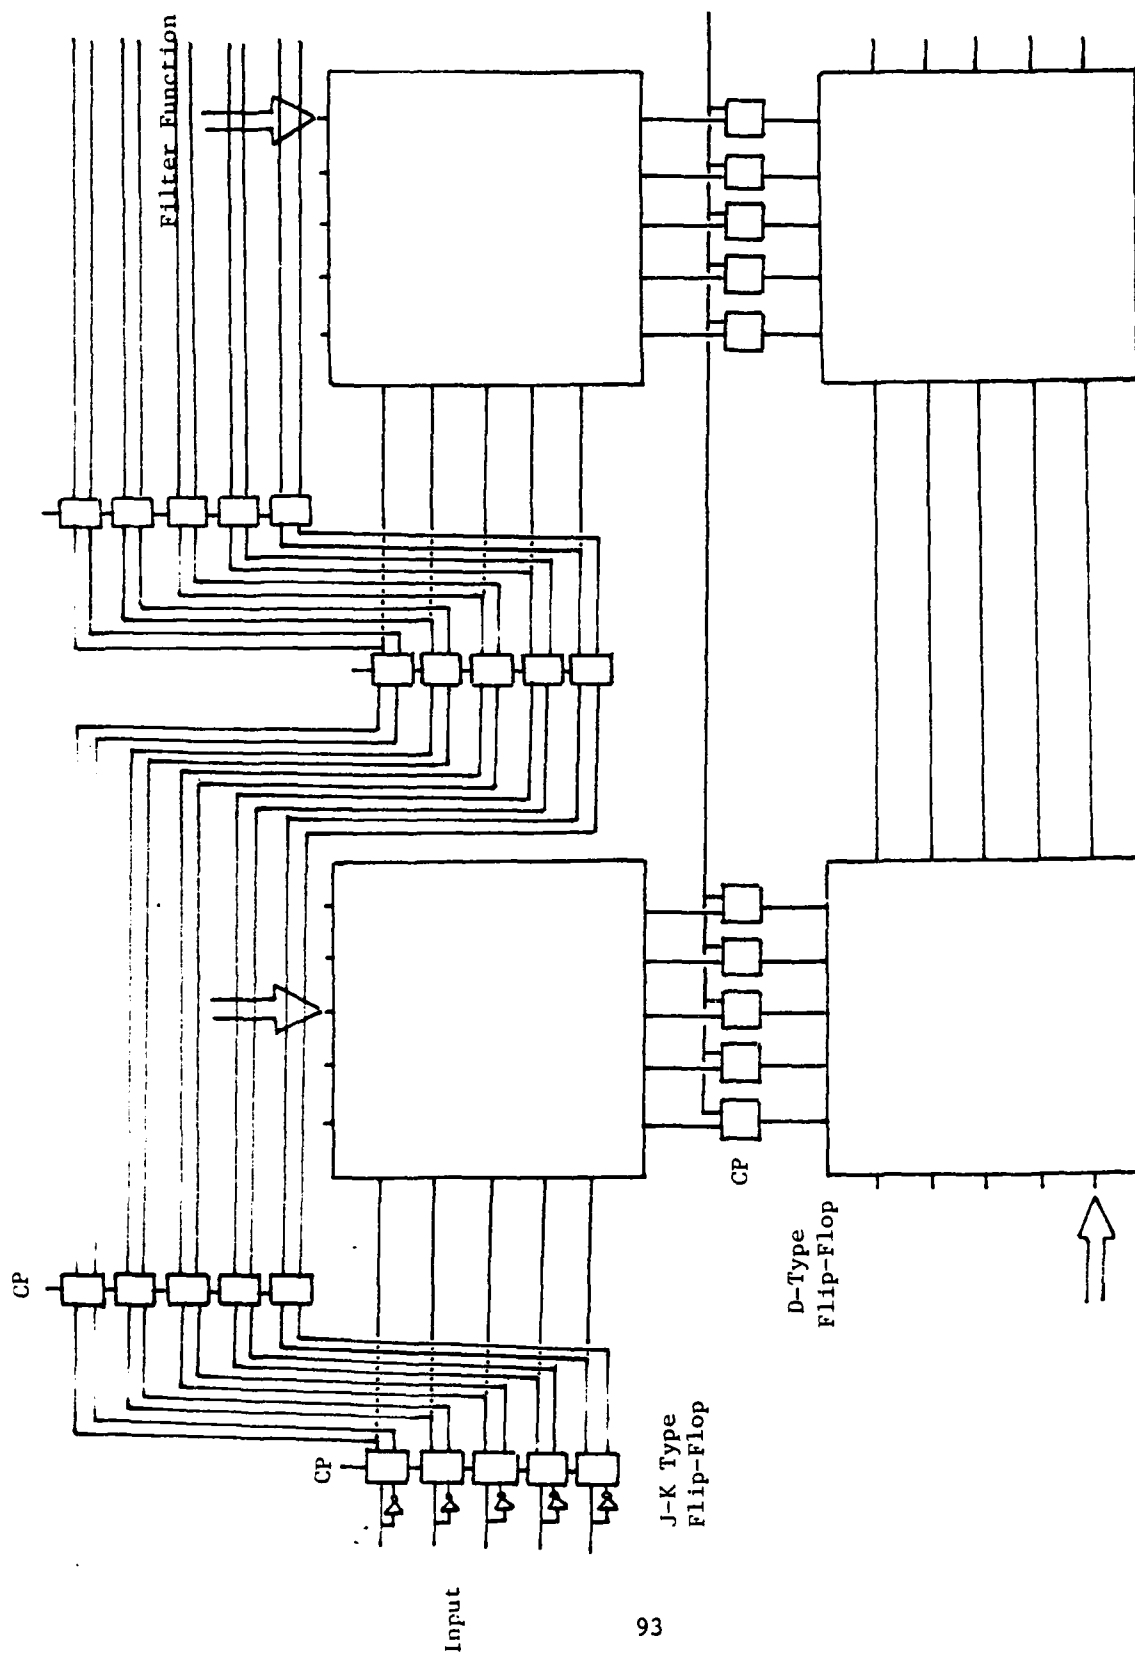 Filter Function
CP
CP
CP
D-Type
Flip-Flop
J-K Type
Flip-Flop
Input
93